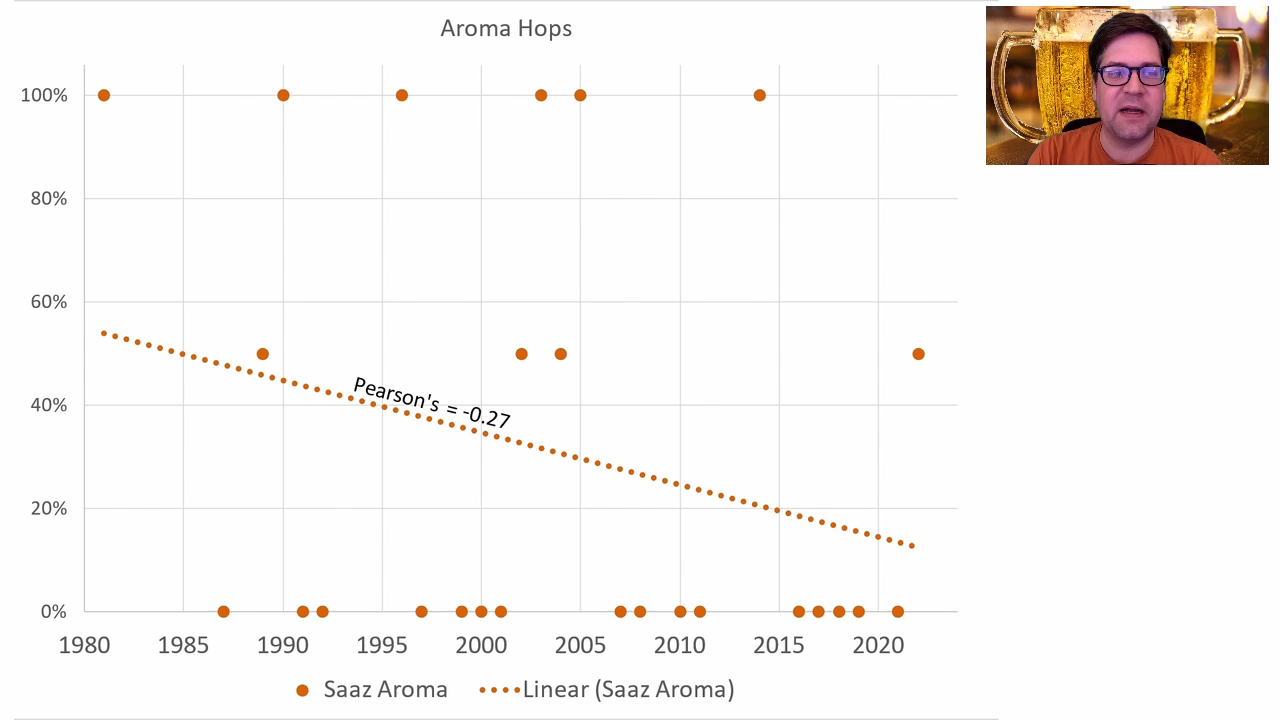 Aroma Hops
100%
80%
60%
40%
20%
0%
Pearson's = -0.27
1980 1985 1990 1995 2000 2005 2010 2015 2020
Saaz Aroma Linear (Saaz Aroma)